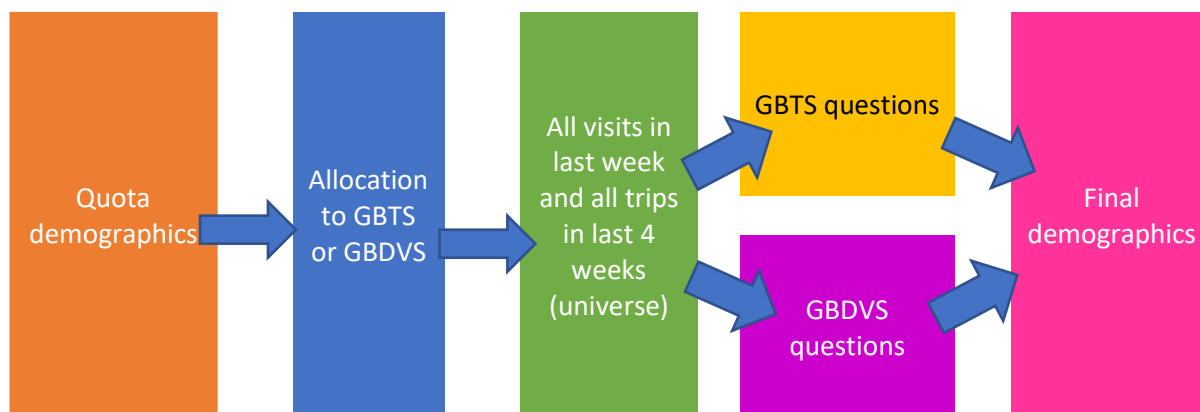 Quota
demographics
Allocation
to GBTS
or GBDVS
All visits in
last week
and all trips
in last 4
weeks
(universe)
GBTS questions
GBDVS
questions
Final
demographics